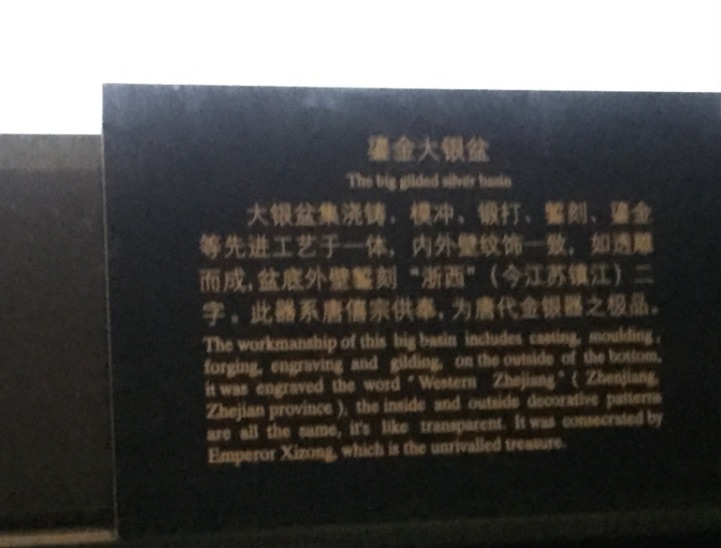 鎏金大银盆
The big gilded silver basin
大银盆集浇铸、模冲、锻打、錾刻、鎏金
等先进工艺于一体，内外壁纹饰一致，如透雕
而成，盆底外壁錾刻“浙西”（今江苏镇江）二
字。此器系唐僖宗供奉，为唐代金银器之极品。
The workmanship of this big basin includes casting, moulding,
forging, engraving and gilding, on the outside of the bottom,
it was engraved the word "Western Zhejiang" ( Zhenjiang,
Zhejian province ), the inside and outside decorative patterns
are all the same, it's like transparent. It was consecrated by
Emperor Xizong, which is the unrivalled treasure.